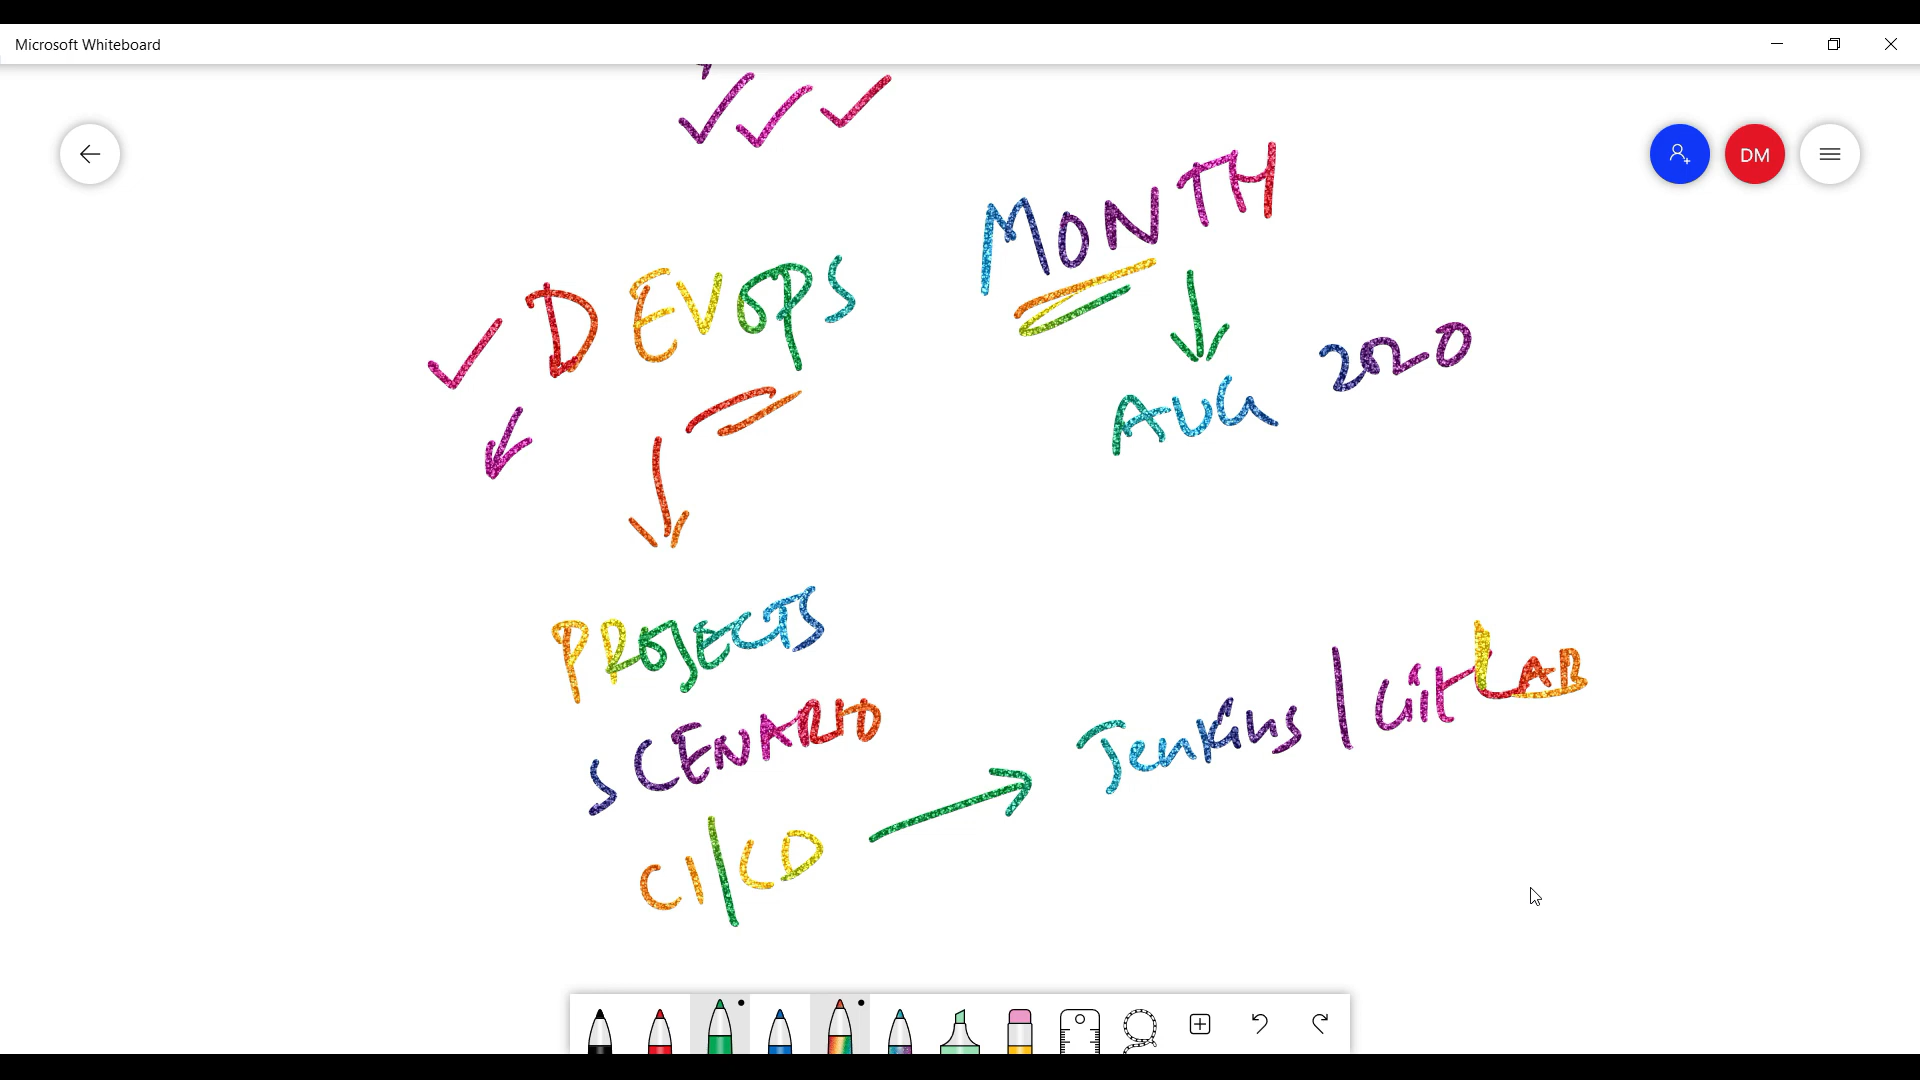 Microsoft Whiteboard
DM
MONTH
DEVOPS
AUG 2020
PROJECTS
SCENARIO
Jenkins | GitLAB
CI/CD